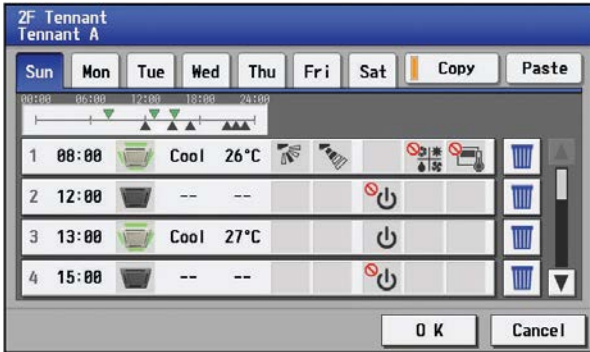 2F Tennant
Tennant A
Sun Mon Tue Wed Thu Fri Sat Copy Paste
00:00 06:00 12:00 18:00 24:00
1 08:00 Cool 26°C
2 12:00 -- --
3 13:00 Cool 27°C
4 15:00 -- --
OK Cancel